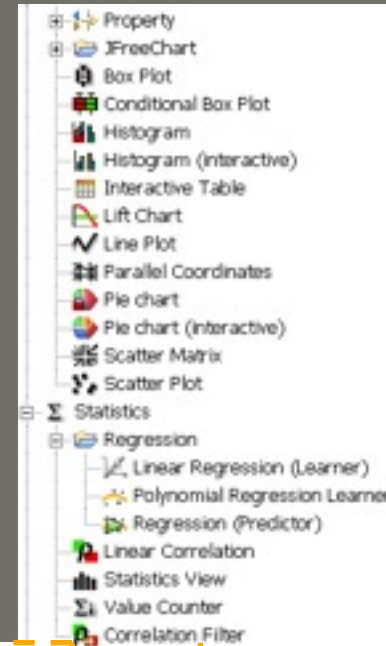 Property
JFreeChart
Box Plot
Conditional Box Plot
Histogram
Histogram (interactive)
Interactive Table
Lift Chart
Line Plot
Parallel Coordinates
Pie chart
Pie chart (interactive)
Scatter Matrix
Scatter Plot
Σ Statistics
Regression
Linear Regression (Learner)
Polynomial Regression Learner
Regression (Predictor)
Linear Correlation
Statistics View
Value Counter
Correlation Filter